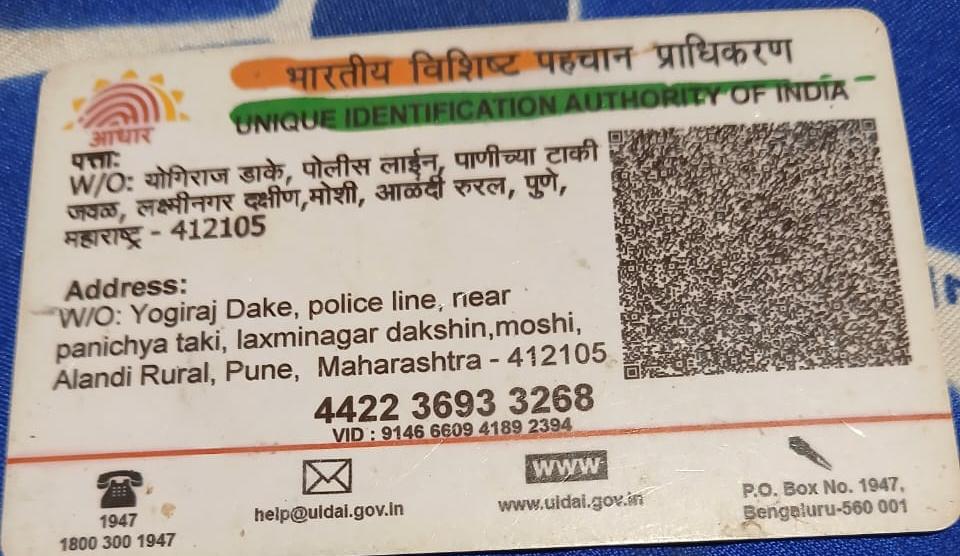 भारतीय विशिष्ट पहचान प्राधिकरण
UNIQUE IDENTIFICATION AUTHORITY OF INDIA
आधार
पत्ता:
W/O: योगिराज डाके, पोलीस लाईन, पाणीच्या टाकी
जवळ, लक्ष्मीनगर दक्षीण,मोशी, आळंदी रुरल, पुणे,
महाराष्ट्र - 412105
Address:
W/O: Yogiraj Dake, police line, near
panichya taki, laxminagar dakshin,moshi,
Alandi Rural, Pune, Maharashtra - 412105
4422 3693 3268
VID : 9146 6609 4189 2394
1947
1800 300 1947
help@uidai.gov.in
www
www.uidai.gov.in
P.O. Box No. 1947,
Bengaluru-560 001